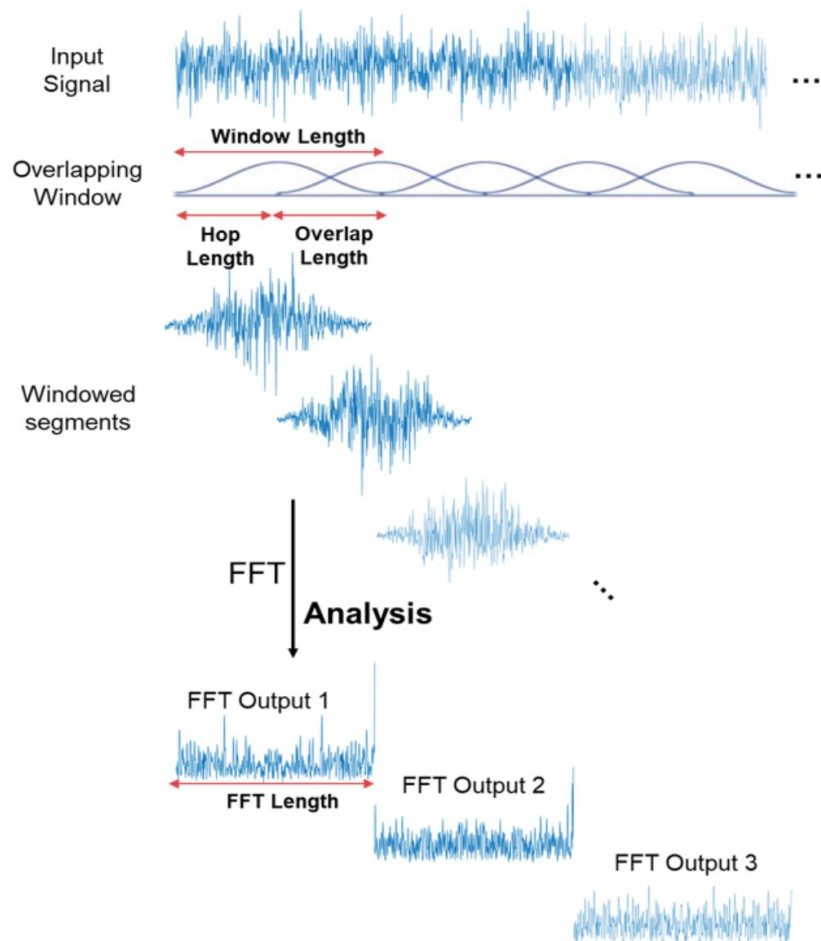 Input
Signal
...
Window Length
Overlapping
Window
...
Hop
Length
Overlap
Length
Windowed
segments
...
FFT
Analysis
FFT Output 1
FFT Length
FFT Output 2
FFT Output 3